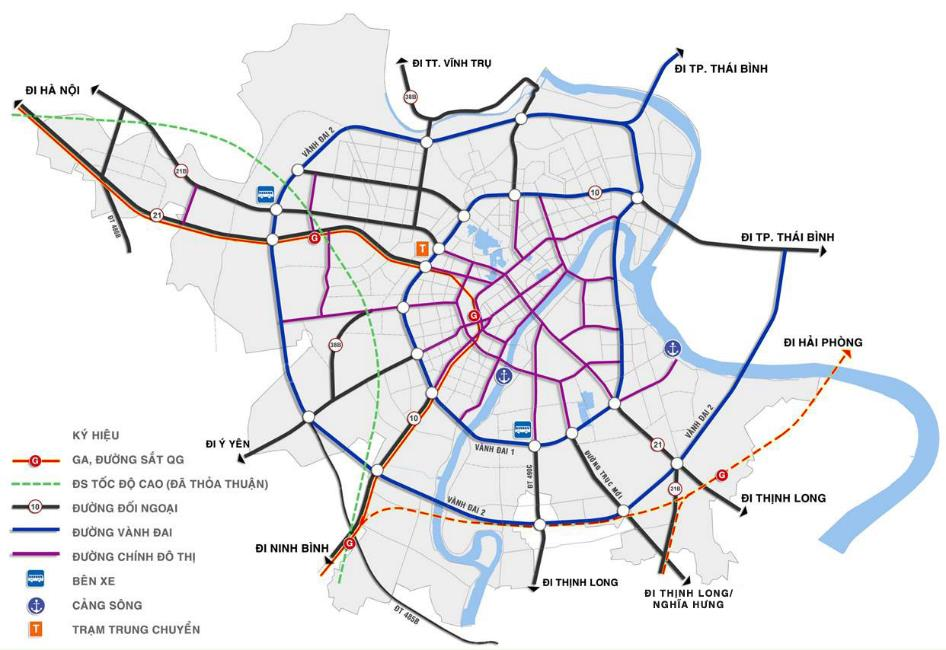 ĐI TT. VĨNH TRỤ
ĐI TP. THÁI BÌNH
ĐI HÀ NỘI
38B
VÀNH ĐAI 2
21B
10
21
ĐT 486B
G
T
ĐI TP. THÁI BÌNH
G
38B
ĐI HẢI PHÒNG
10
VÀNH ĐAI 1
ĐT 490C
ĐƯỜNG TRỤC MỚI
21
VÀNH ĐAI 2
ĐI Ý YÊN
G
21B
VÀNH ĐAI 2
ĐI THỊNH LONG
ĐI NINH BÌNH
G
ĐI THỊNH LONG
ĐI THỊNH LONG/
NGHĨA HƯNG
ĐT 485B
KÝ HIỆU
G GA, ĐƯỜNG SẮT QG
ĐS TỐC ĐỘ CAO (ĐÃ THỎA THUẬN)
10 ĐƯỜNG ĐỐI NGOẠI
ĐƯỜNG VÀNH ĐAI
ĐƯỜNG CHÍNH ĐÔ THỊ
BẾN XE
CẢNG SÔNG
T TRẠM TRUNG CHUYỂN